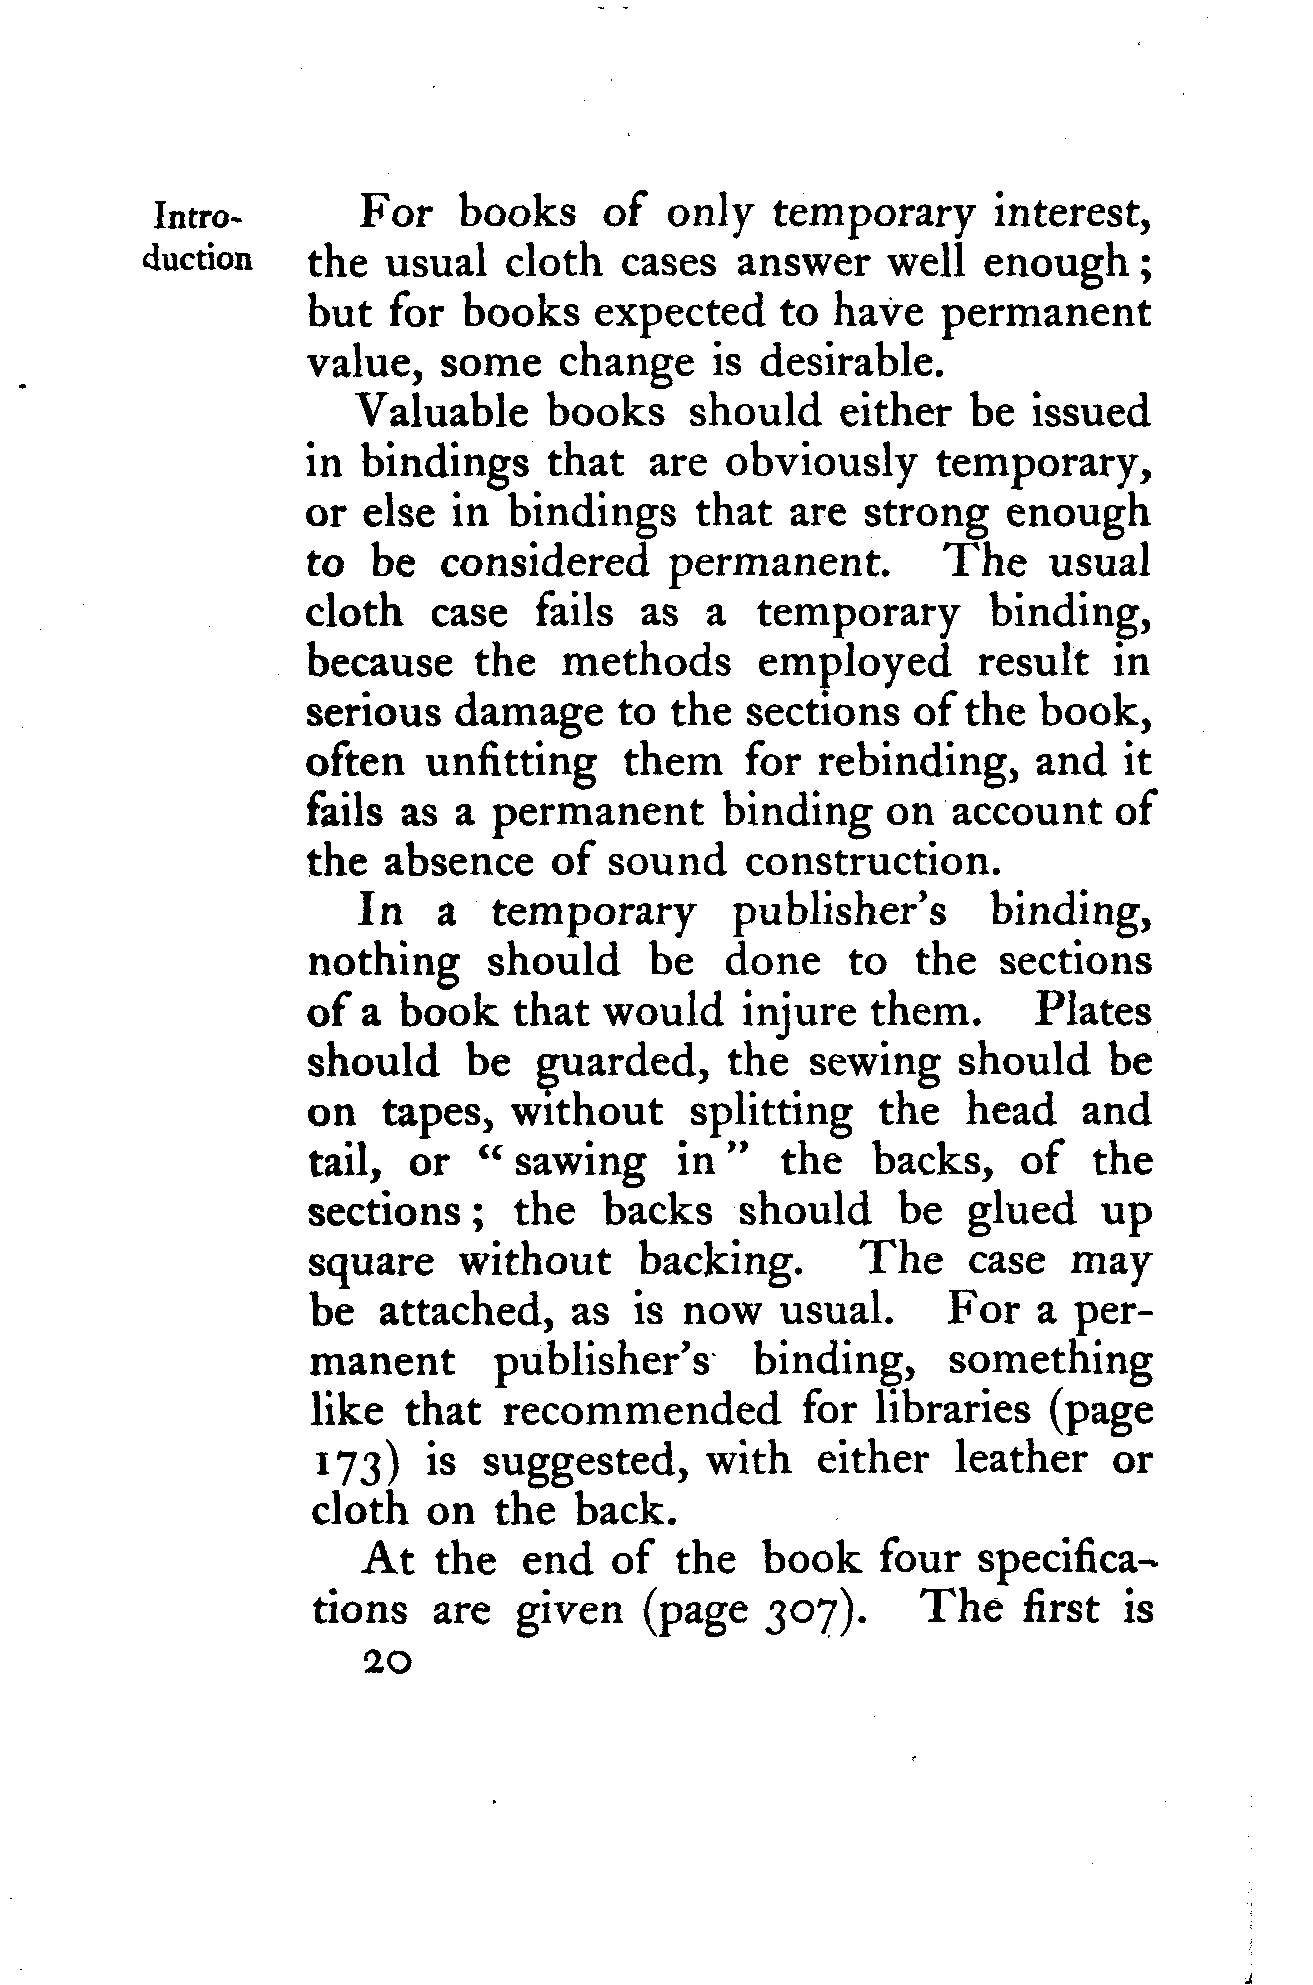 Intro-
duction
For books of only temporary interest,
the usual cloth cases answer well enough ;
but for books expected to have permanent
value, some change is desirable.
Valuable books should either be issued
in bindings that are obviously temporary,
or else in bindings that are strong enough
to be considered permanent. The usual
cloth case fails as a temporary binding,
because the methods employed result in
serious damage to the sections of the book,
often unfitting them for rebinding, and it
fails as a permanent binding on account of
the absence of sound construction.
In a temporary publisher's binding,
nothing should be done to the sections
of a book that would injure them. Plates
should be guarded, the sewing should be
on tapes, without splitting the head and
tail, or “ sawing in ” the backs, of the
sections ; the backs should be glued up
square without backing. The case may
be attached, as is now usual. For a per-
manent publisher's binding, something
like that recommended for libraries (page
173) is suggested, with either leather or
cloth on the back.
At the end of the book four specifica-
tions are given (page 307). The first is
20